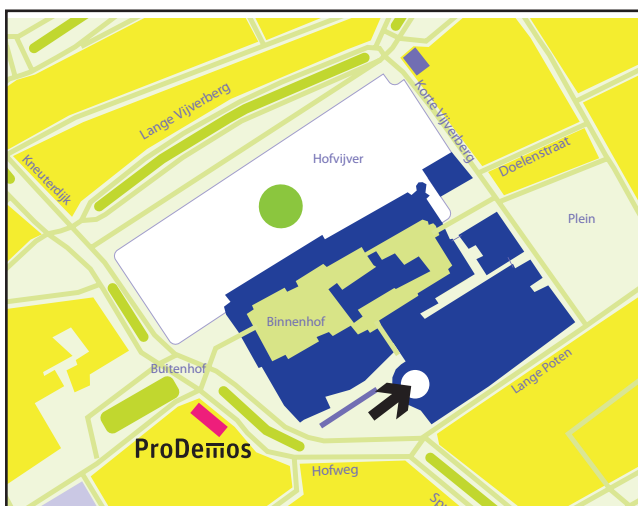 Lange Vijverberg
Korte Vijverberg
Kneuterdijk
Hofvijver
Doelenstraat
Plein
Binnenhof
Buitenhof
Lange Poten
ProDemos
Hofweg